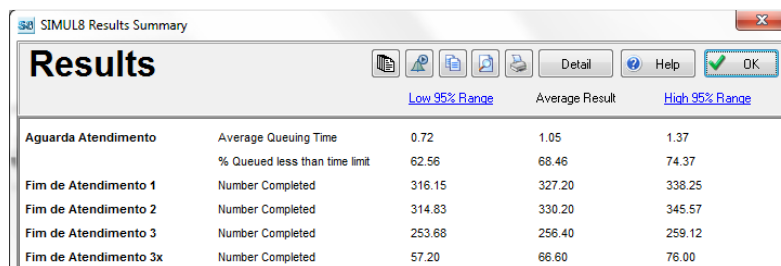 S8 SIMUL8 Results Summary
Results
Detail Help OK
Low 95% Range Average Result High 95% Range
Aguarda Atendimento Average Queuing Time 0.72 1.05 1.37
% Queued less than time limit 62.56 68.46 74.37
Fim de Atendimento 1 Number Completed 316.15 327.20 338.25
Fim de Atendimento 2 Number Completed 314.83 330.20 345.57
Fim de Atendimento 3 Number Completed 253.68 256.40 259.12
Fim de Atendimento 3x Number Completed 57.20 66.60 76.00